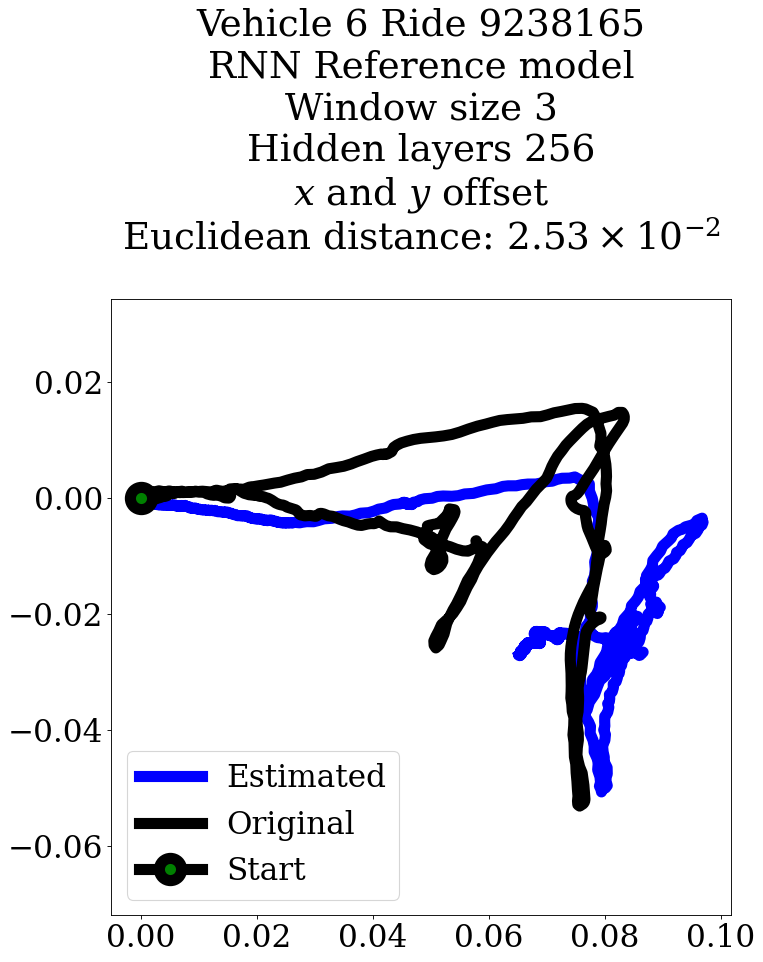 Vehicle 6 Ride 9238165
RNN Reference model
Window size 3
Hidden layers 256
x and y offset
Euclidean distance: 2.53 × 10⁻²
0.02
0.00
−0.02
−0.04
−0.06
Estimated
Original
Start
0.00 0.02 0.04 0.06 0.08 0.10